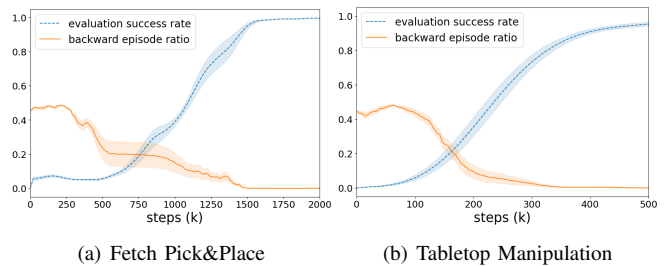 evaluation success rate
backward episode ratio
1.0
0.8
0.6
0.4
0.2
0.0
0 250 500 750 1000 1250 1500 1750 2000
steps (k)
(a) Fetch Pick&Place
evaluation success rate
backward episode ratio
1.0
0.8
0.6
0.4
0.2
0.0
0 100 200 300 400 500
steps (k)
(b) Tabletop Manipulation